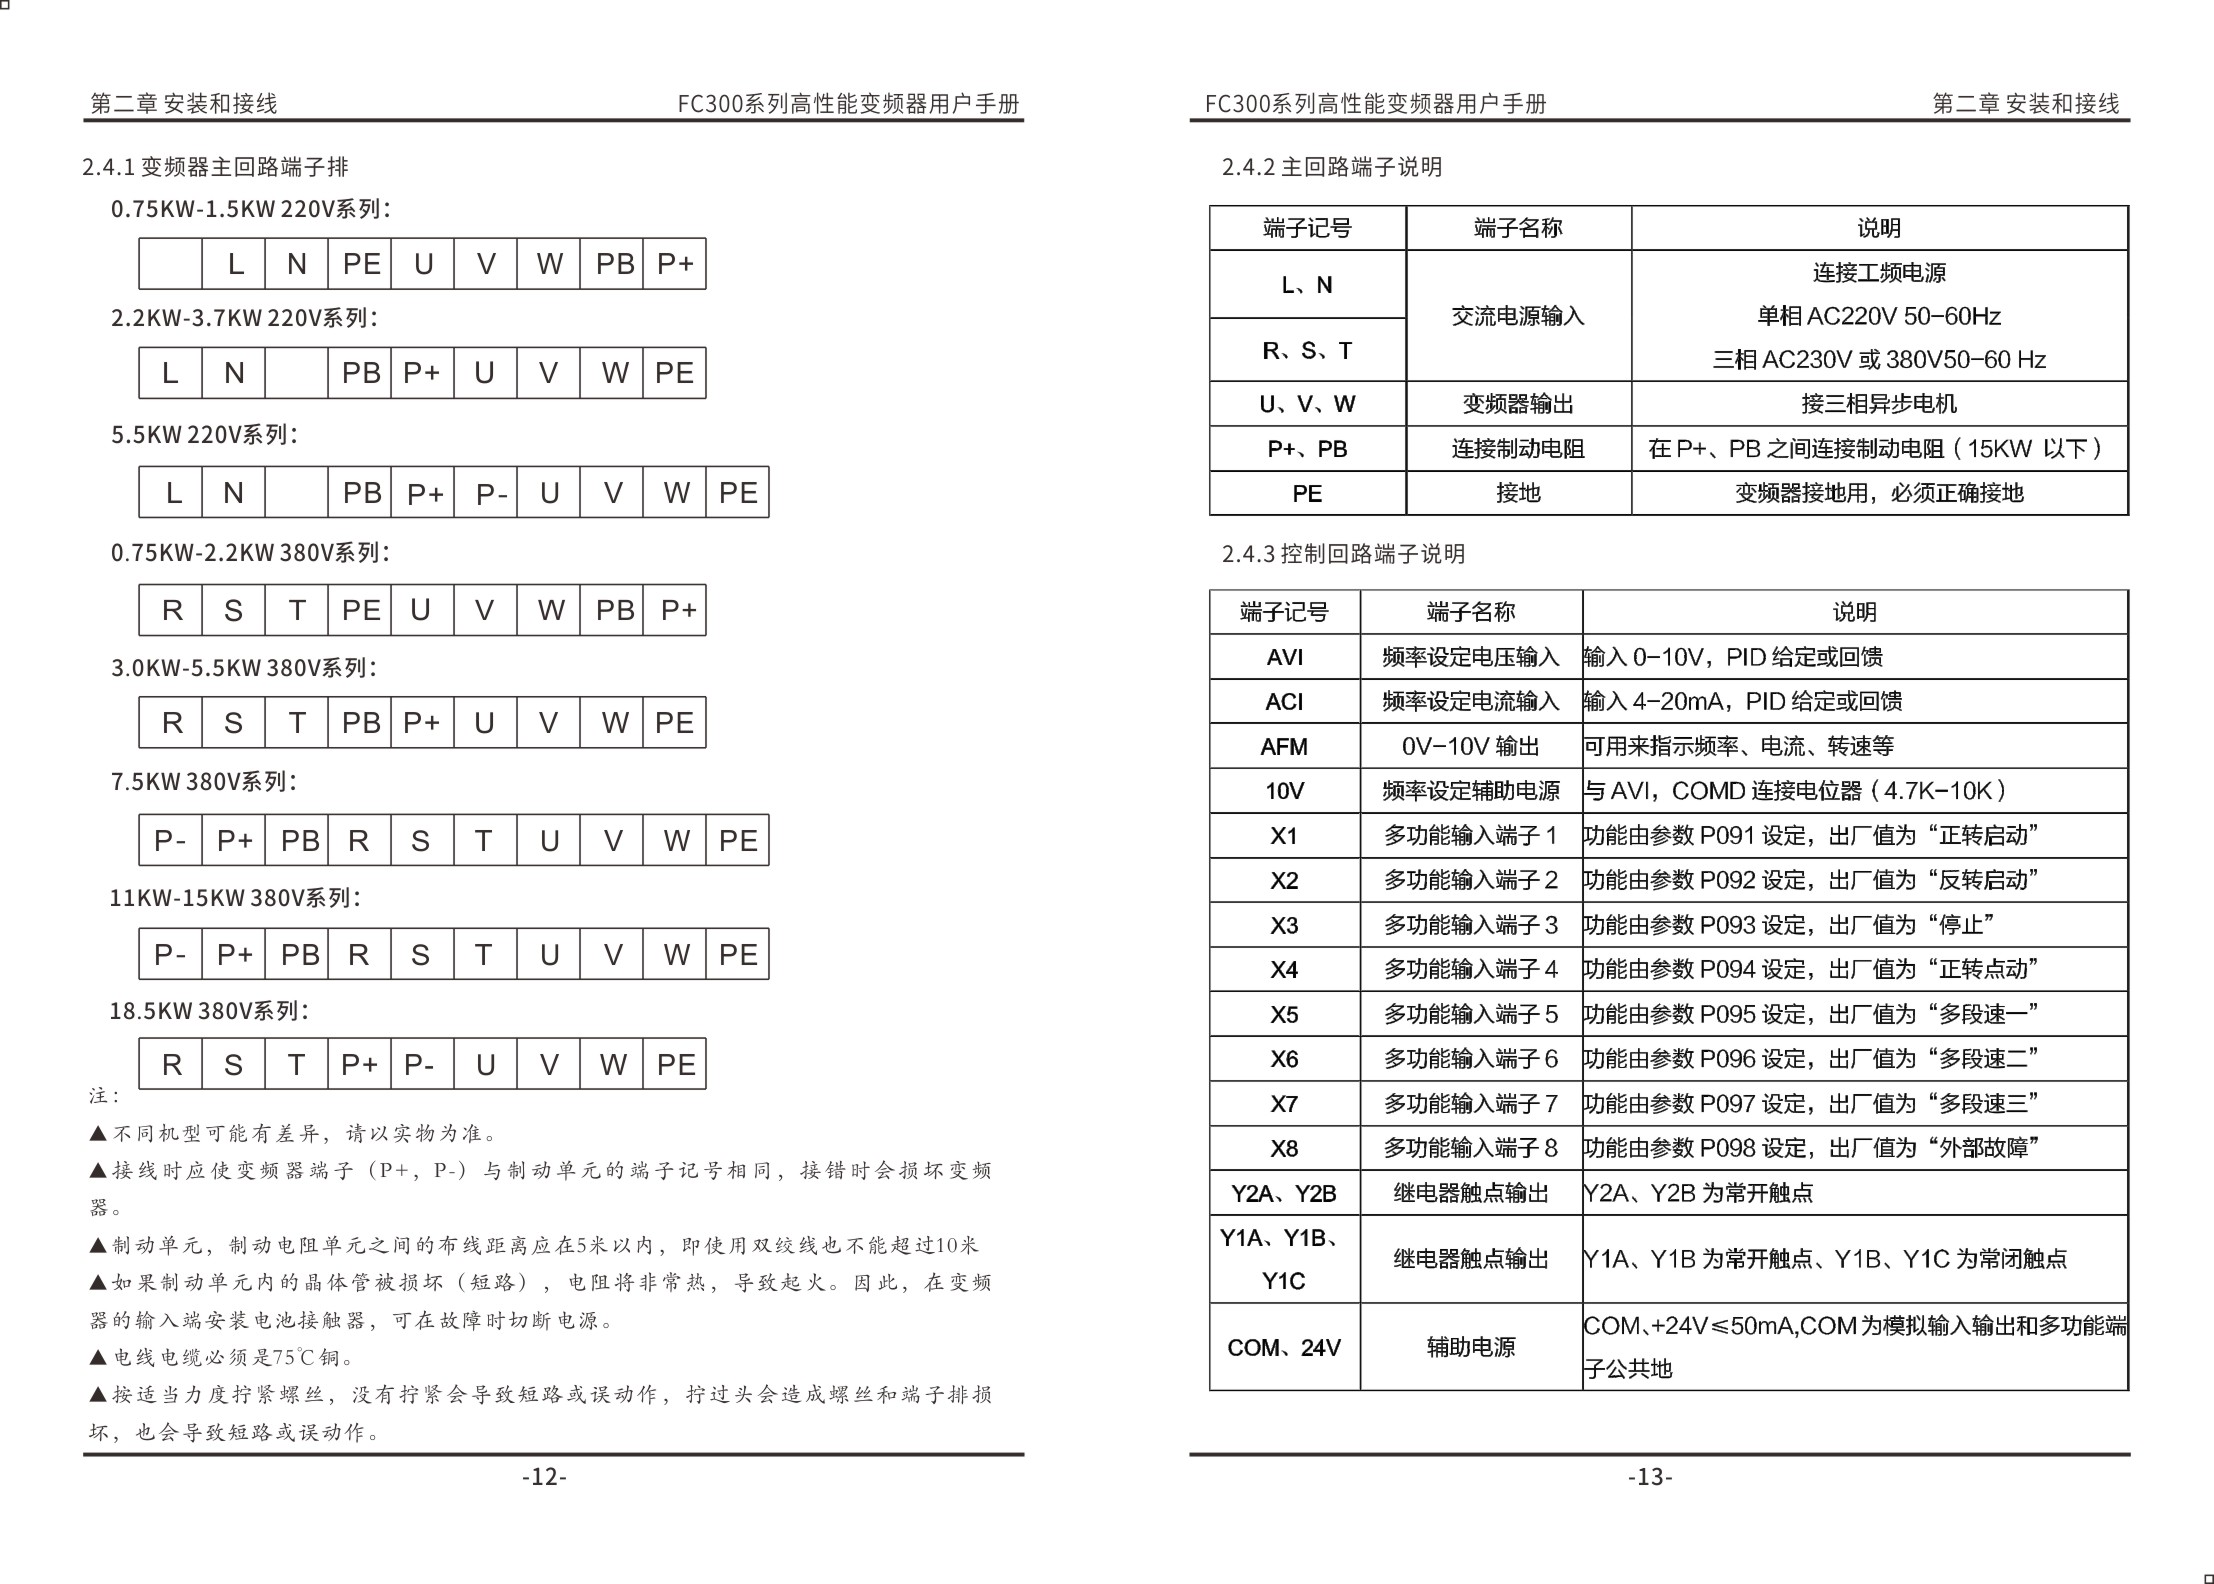 第二章 安装和接线 FC300系列高性能变频器用户手册
2.4.1 变频器主回路端子排
0.75KW-1.5KW 220V系列：
L N PE U V W PB P+
2.2KW-3.7KW 220V系列：
L N PB P+ U V W PE
5.5KW 220V系列：
L N PB P+ P- U V W PE
0.75KW-2.2KW 380V系列：
R S T PE U V W PB P+
3.0KW-5.5KW 380V系列：
R S T PB P+ U V W PE
7.5KW 380V系列：
P- P+ PB R S T U V W PE
11KW-15KW 380V系列：
P- P+ PB R S T U V W PE
18.5KW 380V系列：
R S T P+ P- U V W PE
注：
▲不同机型可能有差异，请以实物为准。
▲接线时应使变频器端子（P+，P-）与制动单元的端子记号相同，接错时会损坏变频
器。
▲制动单元，制动电阻单元之间的布线距离应在5米以内，即使用双绞线也不能超过10米
▲如果制动单元内的晶体管被损坏（短路），电阻将非常热，导致起火。因此，在变频
器的输入端安装电池接触器，可在故障时切断电源。
▲电线电缆必须是75℃铜。
▲按适当力度拧紧螺丝，没有拧紧会导致短路或误动作，拧过头会造成螺丝和端子排损
坏，也会导致短路或误动作。
-12-
FC300系列高性能变频器用户手册 第二章 安装和接线
2.4.2 主回路端子说明
端子记号 端子名称 说明
L、N
R、S、T
交流电源输入
连接工频电源
单相 AC220V 50-60Hz
三相 AC230V 或 380V50-60 Hz
U、V、W 变频器输出 接三相异步电机
P+、PB 连接制动电阻 在 P+、PB 之间连接制动电阻（15KW 以下）
PE 接地 变频器接地用，必须正确接地
2.4.3 控制回路端子说明
端子记号 端子名称 说明
AVI 频率设定电压输入 输入 0-10V，PID 给定或回馈
ACI 频率设定电流输入 输入 4-20mA，PID 给定或回馈
AFM 0V-10V 输出 可用来指示频率、电流、转速等
10V 频率设定辅助电源 与 AVI，COMD 连接电位器（4.7K-10K）
X1 多功能输入端子 1 功能由参数 P091 设定，出厂值为“正转启动”
X2 多功能输入端子 2 功能由参数 P092 设定，出厂值为“反转启动”
X3 多功能输入端子 3 功能由参数 P093 设定，出厂值为“停止”
X4 多功能输入端子 4 功能由参数 P094 设定，出厂值为“正转点动”
X5 多功能输入端子 5 功能由参数 P095 设定，出厂值为“多段速一”
X6 多功能输入端子 6 功能由参数 P096 设定，出厂值为“多段速二”
X7 多功能输入端子 7 功能由参数 P097 设定，出厂值为“多段速三”
X8 多功能输入端子 8 功能由参数 P098 设定，出厂值为“外部故障”
Y2A、Y2B 继电器触点输出 Y2A、Y2B 为常开触点
Y1A、Y1B、
Y1C
继电器触点输出 Y1A、Y1B 为常开触点、Y1B、Y1C 为常闭触点
COM、24V 辅助电源
COM、+24V≤50mA,COM 为模拟输入输出和多功能端
子公共地
-13-